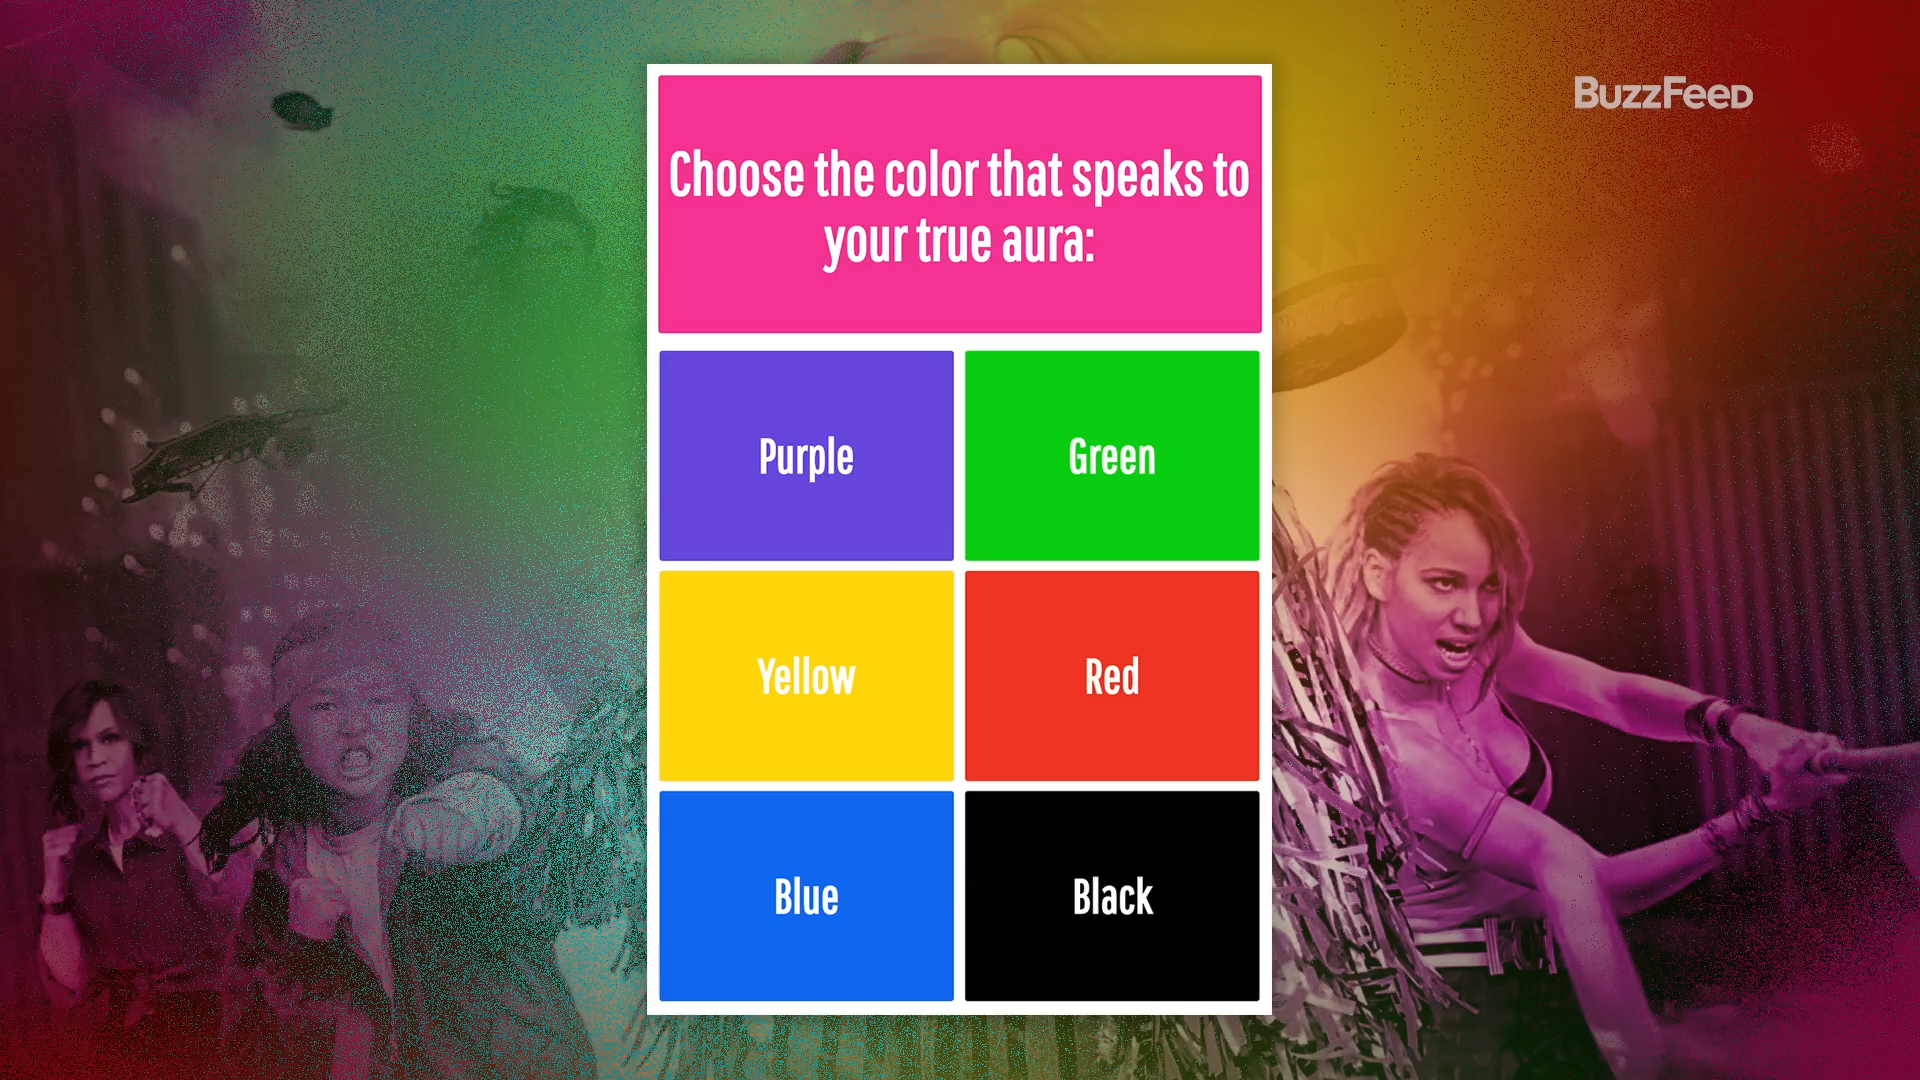 BuzzFeed
Choose the color that speaks to
your true aura:
Purple
Green
Yellow
Red
Blue
Black